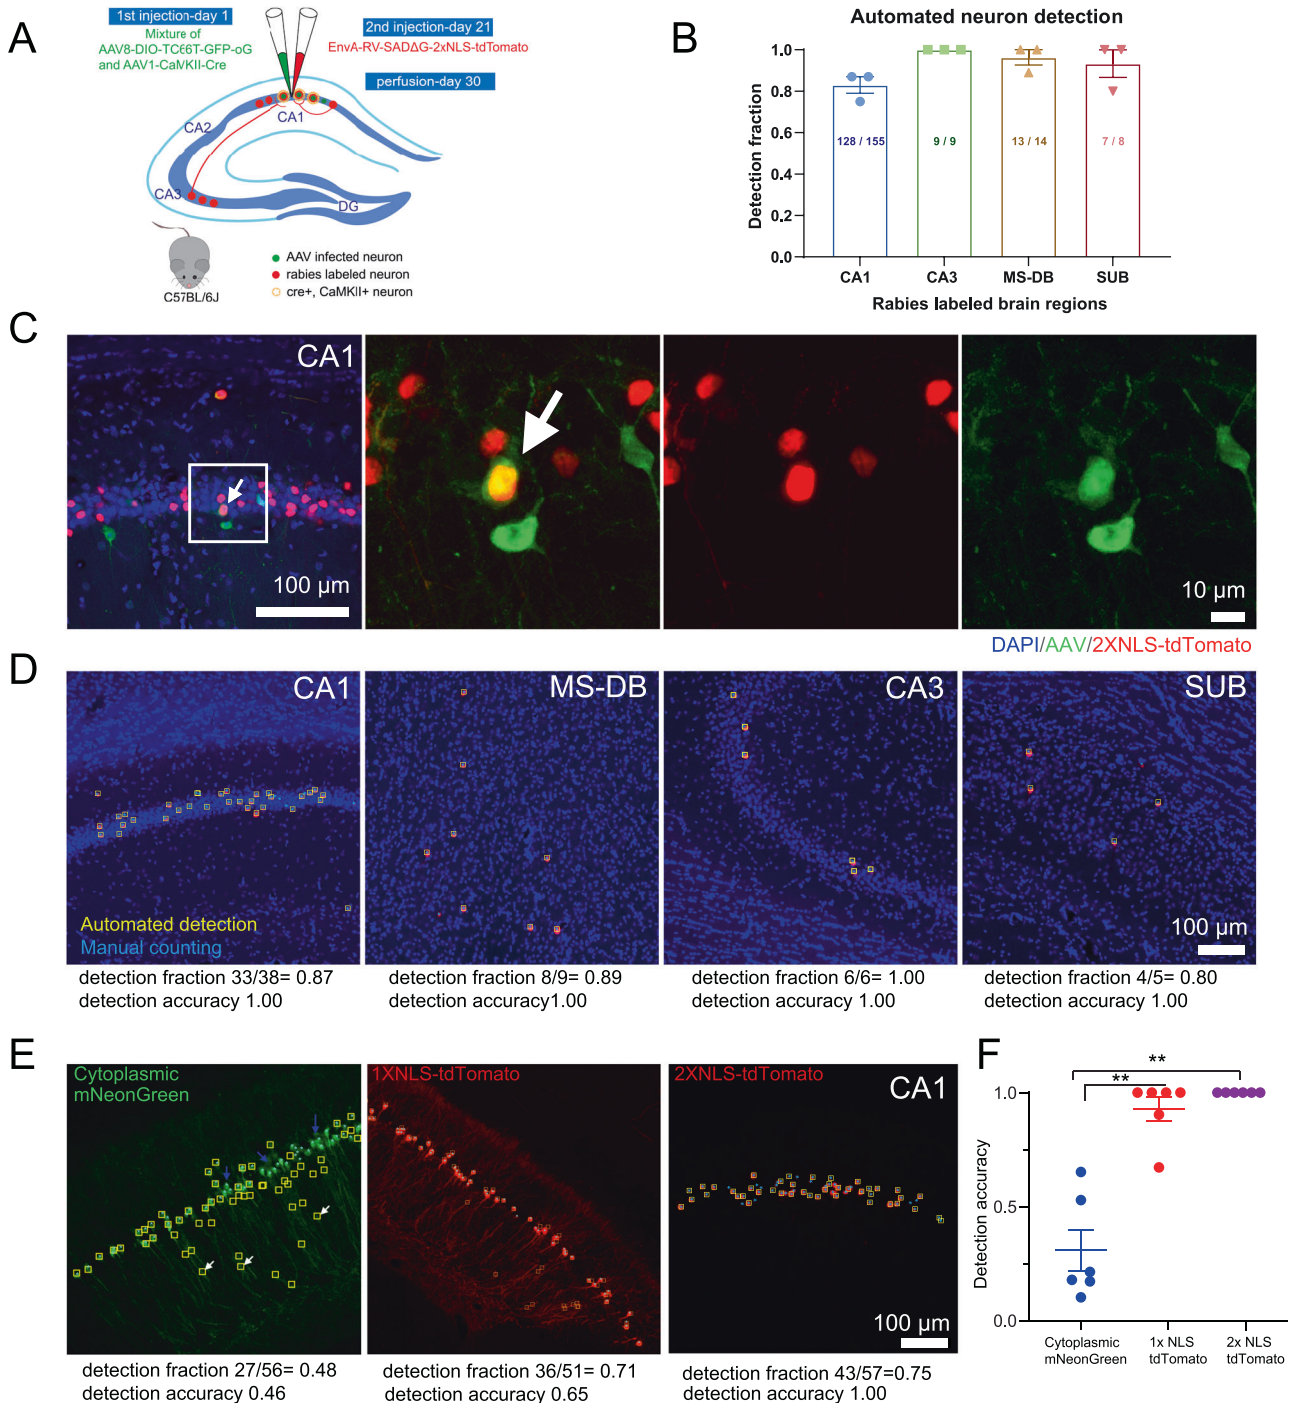 A
1st injection-day 1
Mixture of
AAV8-DIO-TC66T-GFP-oG
and AAV1-CaMKII-Cre
2nd injection-day 21
EnvA-RV-SADΔG-2xNLS-tdTomato
perfusion-day 30
CA1
CA2
CA3
DG
C57BL/6J
AAV infected neuron
rabies labeled neuron
cre+, CaMKII+ neuron
B
Automated neuron detection
Detection fraction
1.0
0.8
0.6
0.4
0.2
0.0
128 / 155
9 / 9
13 / 14
7 / 8
CA1
CA3
MS-DB
SUB
Rabies labeled brain regions
C
CA1
100 µm
10 µm
DAPI/AAV/2XNLS-tdTomato
D
CA1
MS-DB
CA3
SUB
Automated detection
Manual counting
100 µm
detection fraction 33/38= 0.87
detection accuracy 1.00
detection fraction 8/9= 0.89
detection accuracy1.00
detection fraction 6/6= 1.00
detection accuracy 1.00
detection fraction 4/5= 0.80
detection accuracy 1.00
E
Cytoplasmic
mNeonGreen
1XNLS-tdTomato
2XNLS-tdTomato
CA1
100 µm
detection fraction 27/56= 0.48
detection accuracy 0.46
detection fraction 36/51= 0.71
detection accuracy 0.65
detection fraction 43/57=0.75
detection accuracy 1.00
F
**
**
Detection accuracy
1.0
0.5
0.0
Cytoplasmic
mNeonGreen
1x NLS
tdTomato
2x NLS
tdTomato